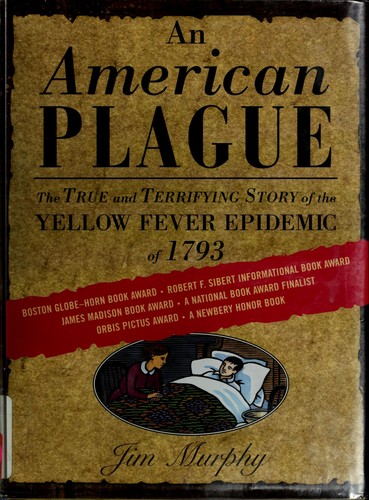 An
American
PLAGUE
The TRUE and TERRIFYING STORY of the
YELLOW FEVER EPIDEMIC
of 1793
BOSTON GLOBE–HORN BOOK AWARD • ROBERT F. SIBERT INFORMATIONAL BOOK AWARD
JAMES MADISON BOOK AWARD • A NATIONAL BOOK AWARD FINALIST
ORBIS PICTUS AWARD • A NEWBERY HONOR BOOK
Jim Murphy